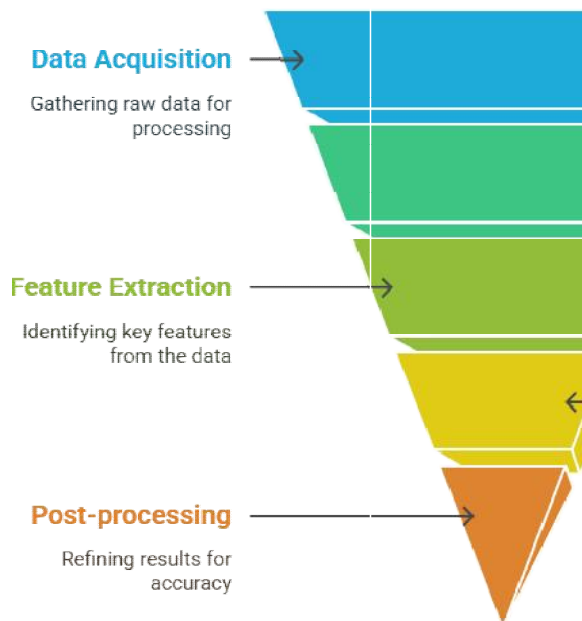 Data Acquisition
Gathering raw data for
processing
Feature Extraction
Identifying key features
from the data
Post-processing
Refining results for
accuracy